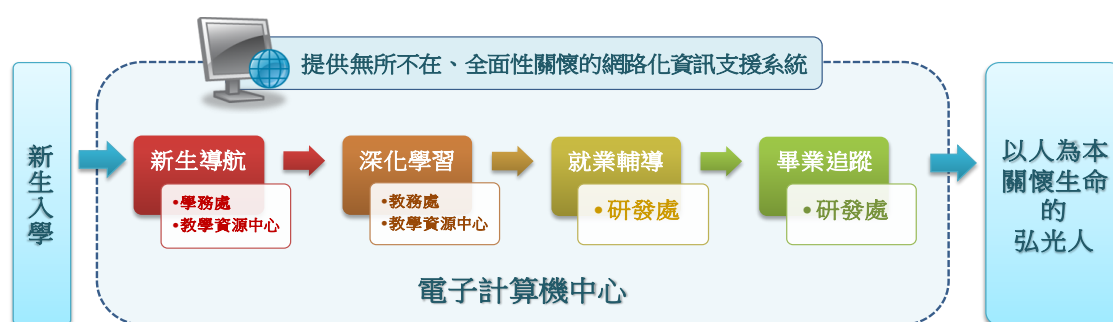 提供無所不在、全面性關懷的網路化資訊支援系統
新生入學
新生導航
•學務處
•教學資源中心
深化學習
•教務處
•教學資源中心
就業輔導
•研發處
畢業追蹤
•研發處
以人為本
關懷生命
的
弘光人
電子計算機中心